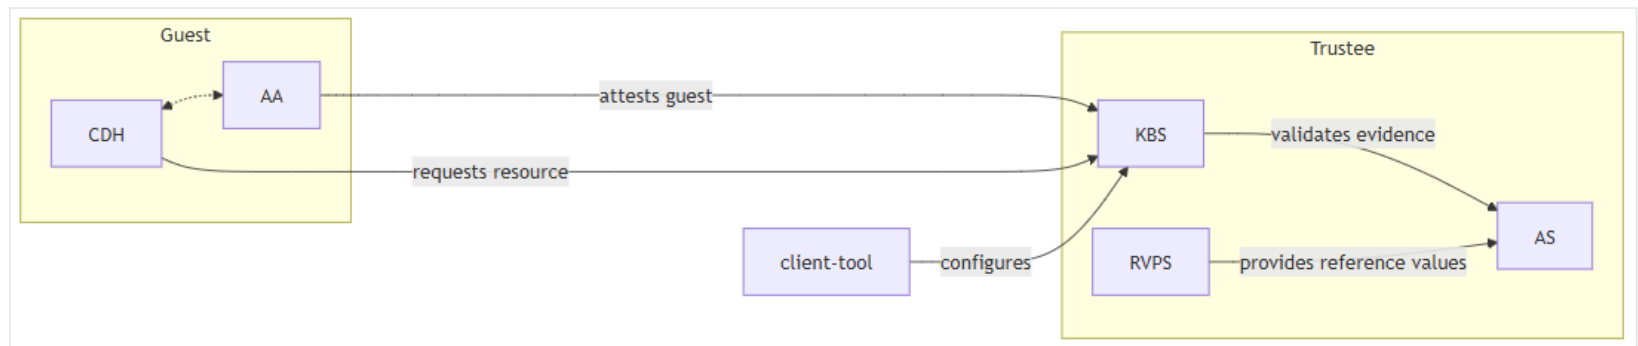 Guest
AA
CDH
attests guest
requests resource
client-tool
configures
Trustee
KBS
validates evidence
RVPS
provides reference values
AS